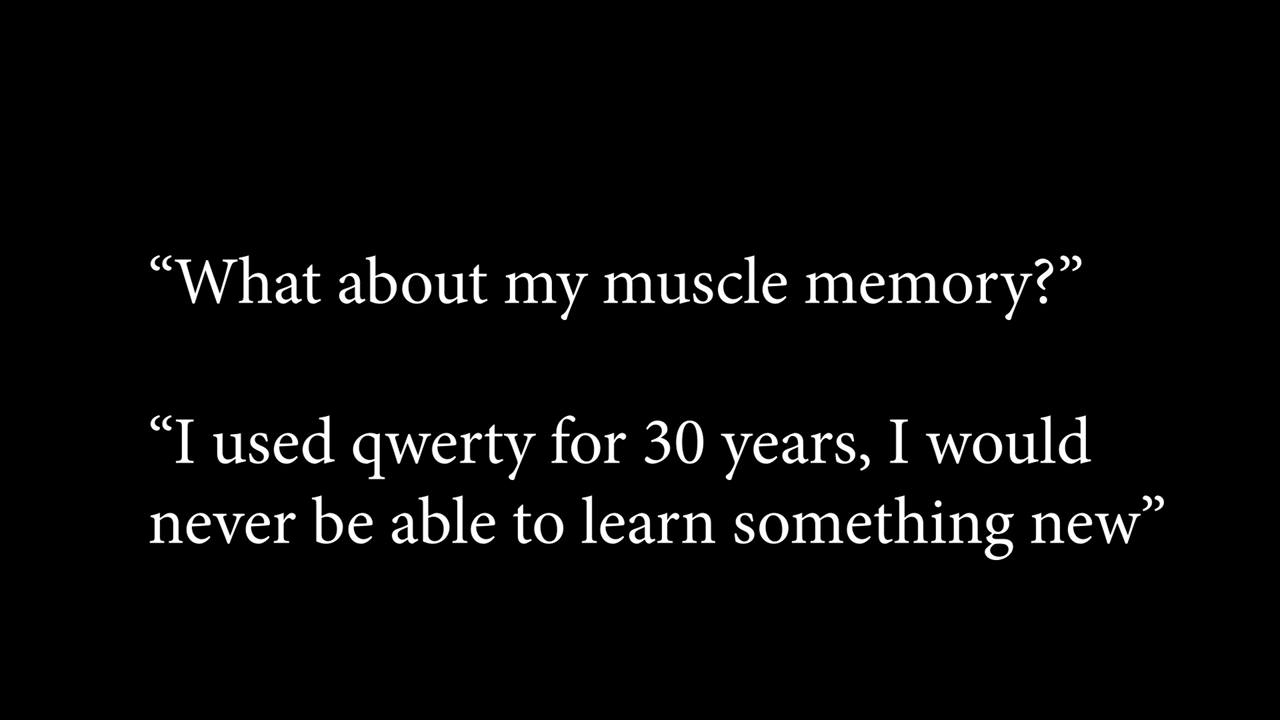 “What about my muscle memory?”
“I used qwerty for 30 years, I would
never be able to learn something new”